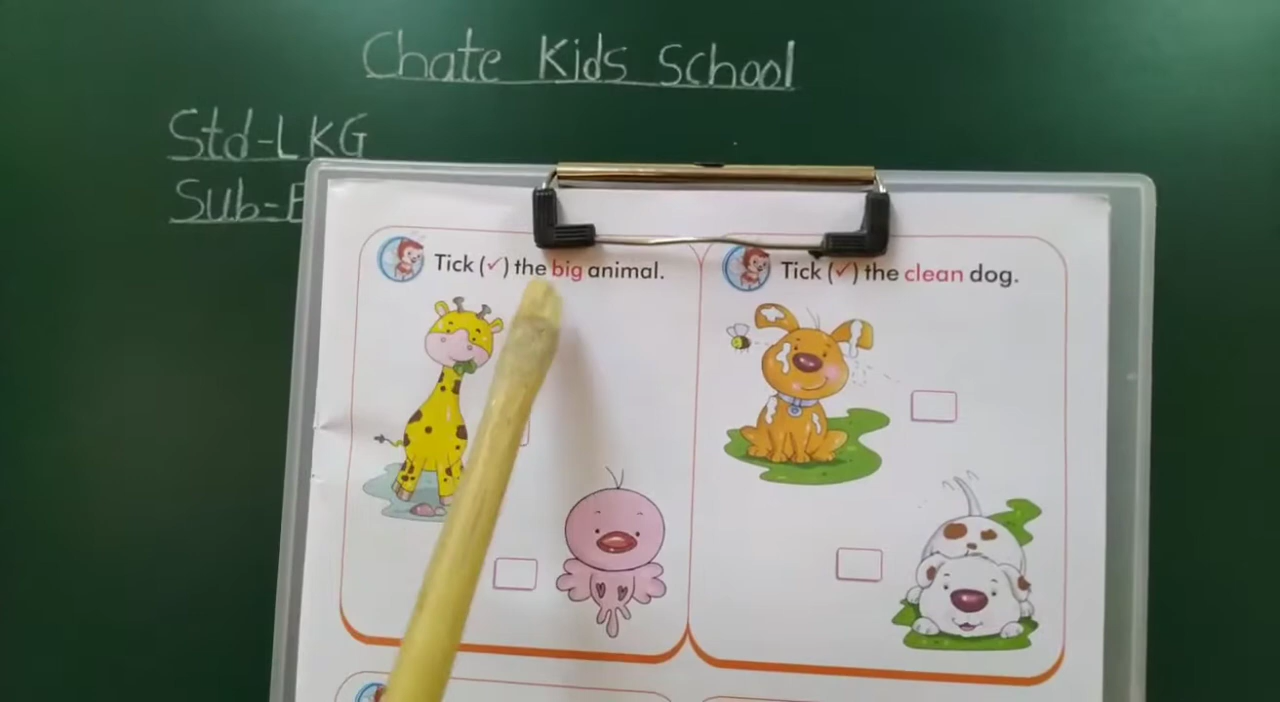 Chate Kids School
Std-LKG
Sub-E
Tick (✓) the big animal.
Tick (✓) the clean dog.